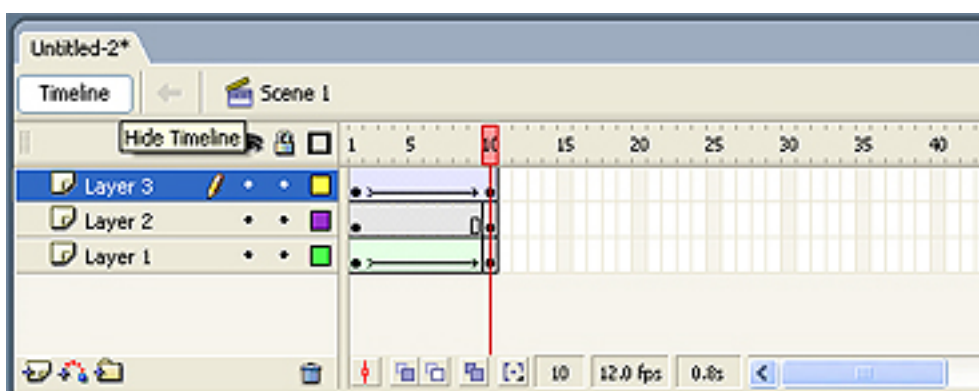 Untitled-2*
Timeline
Scene 1
Hide Timeline
1 5 10 15 20 25 30 35 40
Layer 3
Layer 2
Layer 1
10 12.0 fps 0.8s